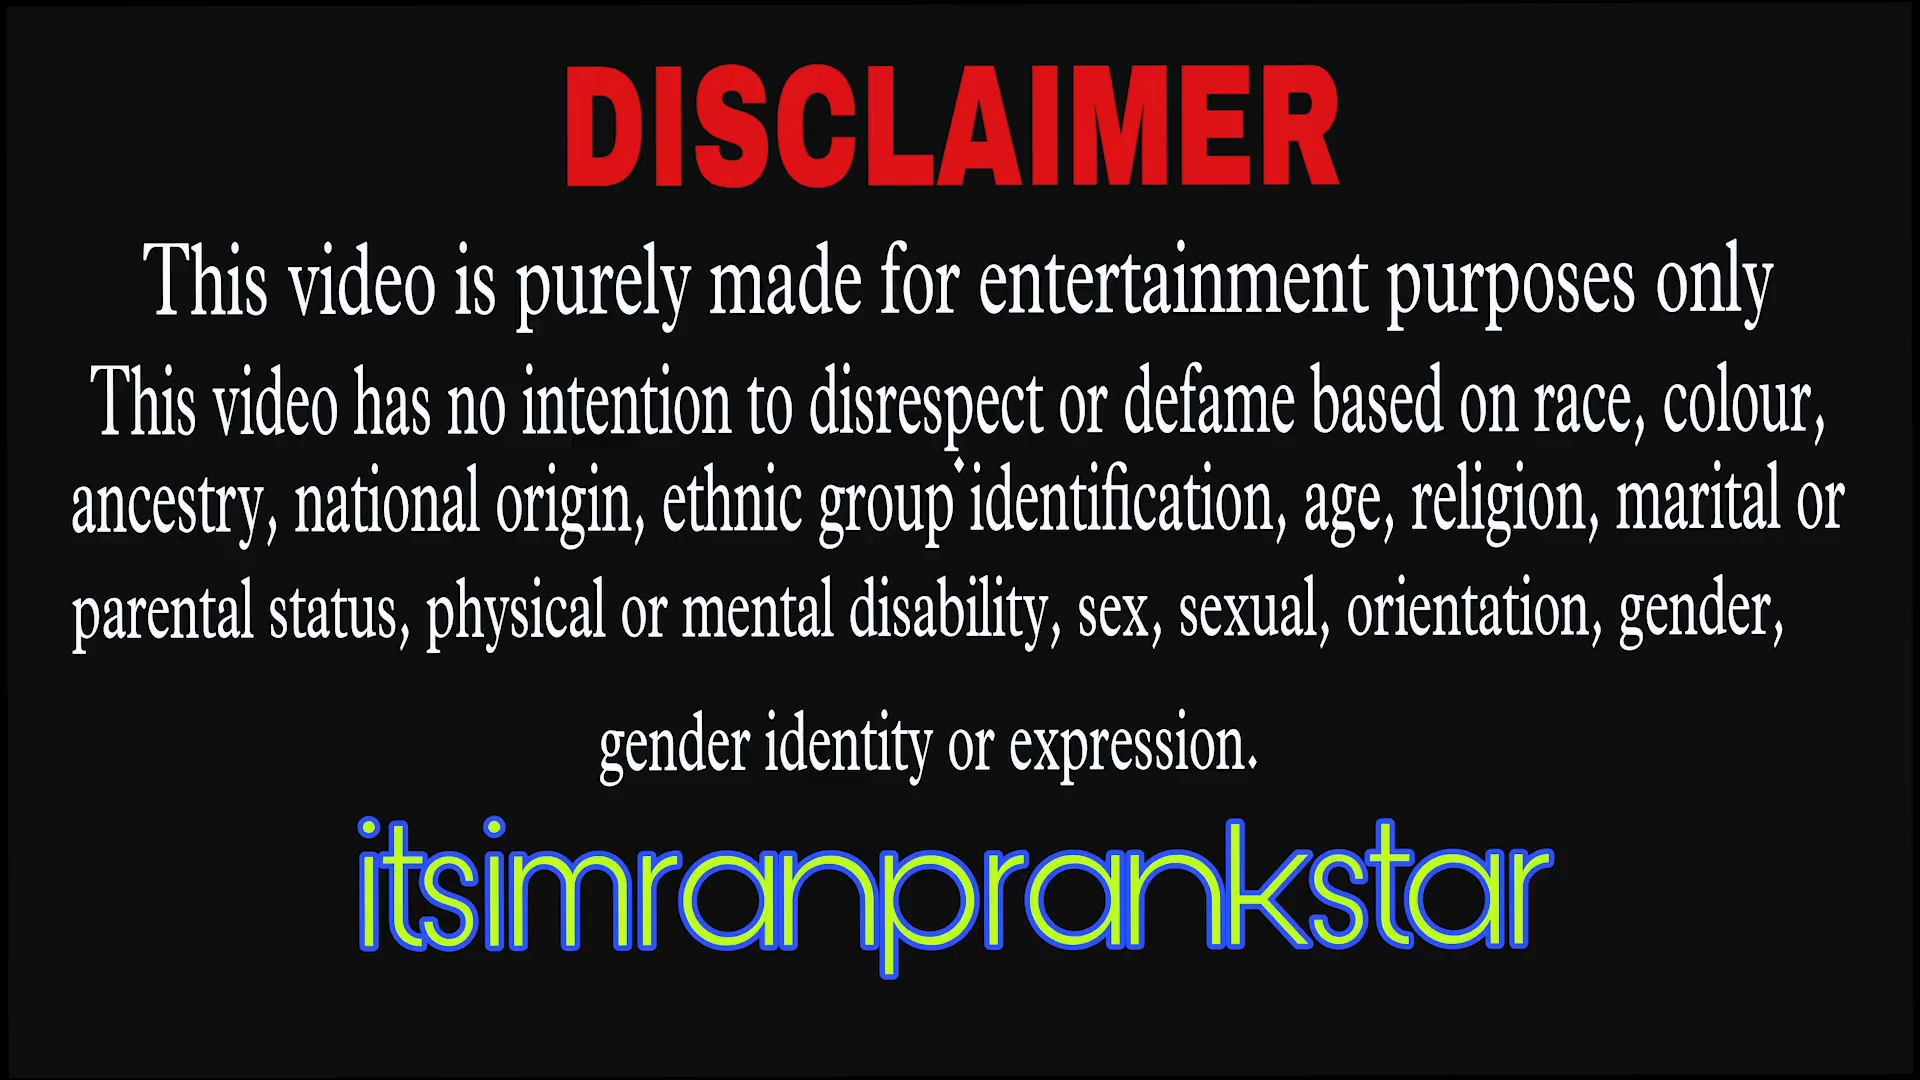 DISCLAIMER
This video is purely made for entertainment purposes only
This video has no intention to disrespect or defame based on race, colour,
ancestry, national origin, ethnic group identification, age, religion, marital or
parental status, physical or mental disability, sex, sexual, orientation, gender,
gender identity or expression.
itsimranprankstar